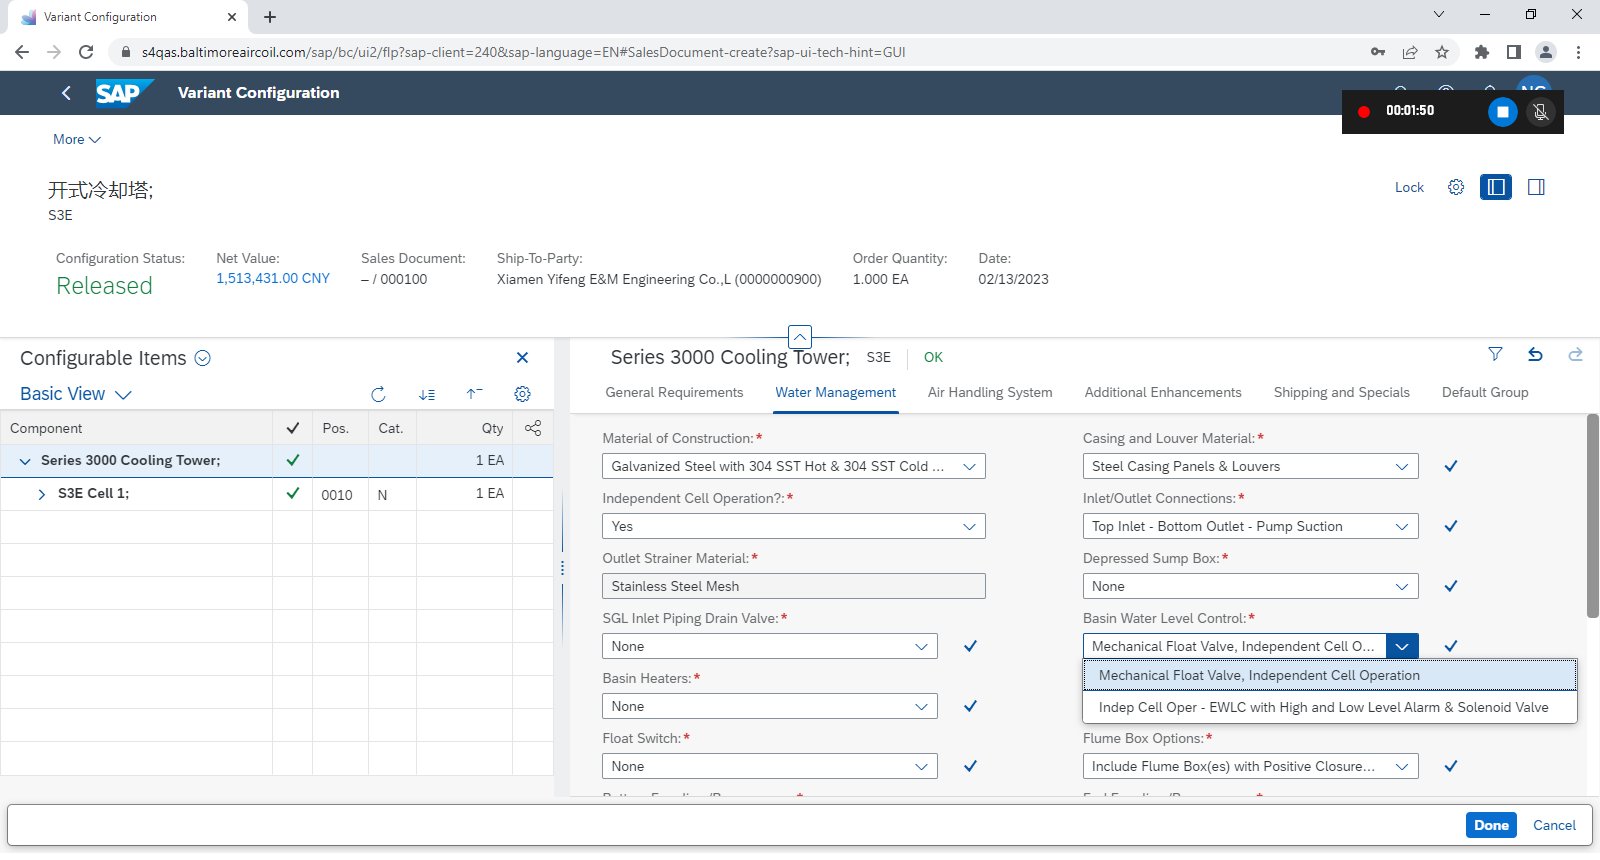 Variant Configuration
s4qas.baltimoreaircoil.com/sap/bc/ui2/flp?sap-client=240&sap-language=EN#SalesDocument-create?sap-ui-tech-hint=GUI
SAP
Variant Configuration
00:01:50
More
开式冷却塔;
S3E
Lock
Configuration Status:
Released
Net Value:
1,513,431.00 CNY
Sales Document:
– / 000100
Ship-To-Party:
Xiamen Yifeng E&M Engineering Co.,L (0000000900)
Order Quantity:
1.000 EA
Date:
02/13/2023
Configurable Items
Basic View
Component Pos. Cat. Qty
Series 3000 Cooling Tower; 1 EA
S3E Cell 1; 0010 N 1 EA
Series 3000 Cooling Tower; S3E OK
General Requirements Water Management Air Handling System Additional Enhancements Shipping and Specials Default Group
Material of Construction:*
Galvanized Steel with 304 SST Hot & 304 SST Cold ...
Casing and Louver Material:*
Steel Casing Panels & Louvers
Independent Cell Operation?:*
Yes
Inlet/Outlet Connections:*
Top Inlet - Bottom Outlet - Pump Suction
Outlet Strainer Material:*
Stainless Steel Mesh
Depressed Sump Box:*
None
SGL Inlet Piping Drain Valve:*
None
Basin Water Level Control:*
Mechanical Float Valve, Independent Cell O...
Mechanical Float Valve, Independent Cell Operation
Indep Cell Oper - EWLC with High and Low Level Alarm & Solenoid Valve
Basin Heaters:*
None
Float Switch:*
None
Flume Box Options:*
Include Flume Box(es) with Positive Closure...
Done Cancel